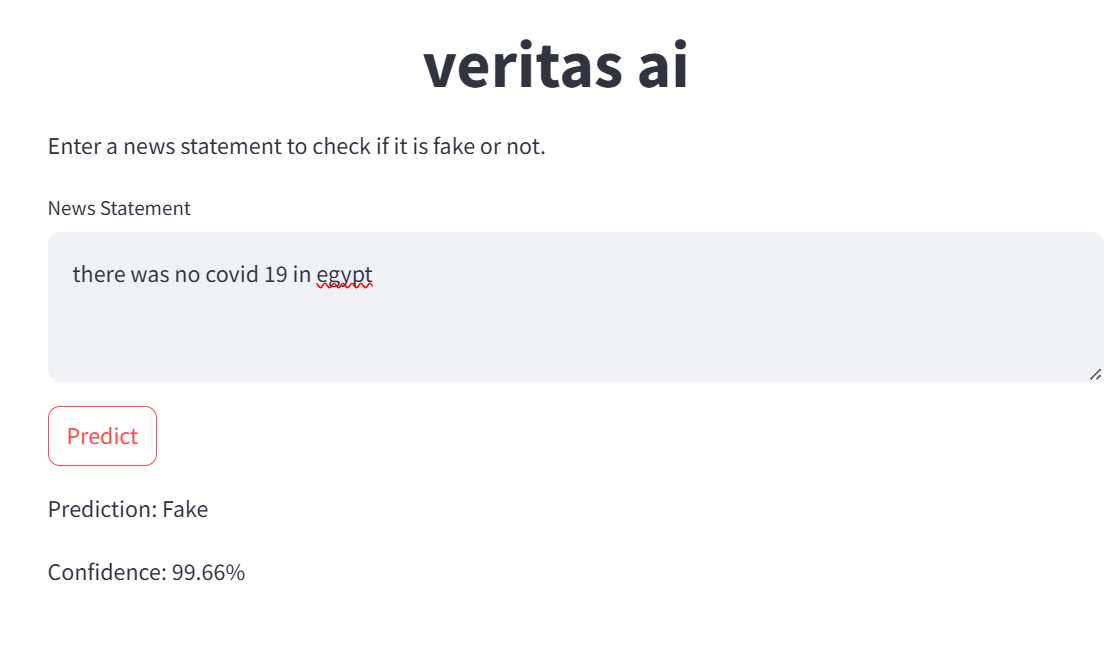 veritas ai
Enter a news statement to check if it is fake or not.
News Statement
there was no covid 19 in egypt
Predict
Prediction: Fake
Confidence: 99.66%